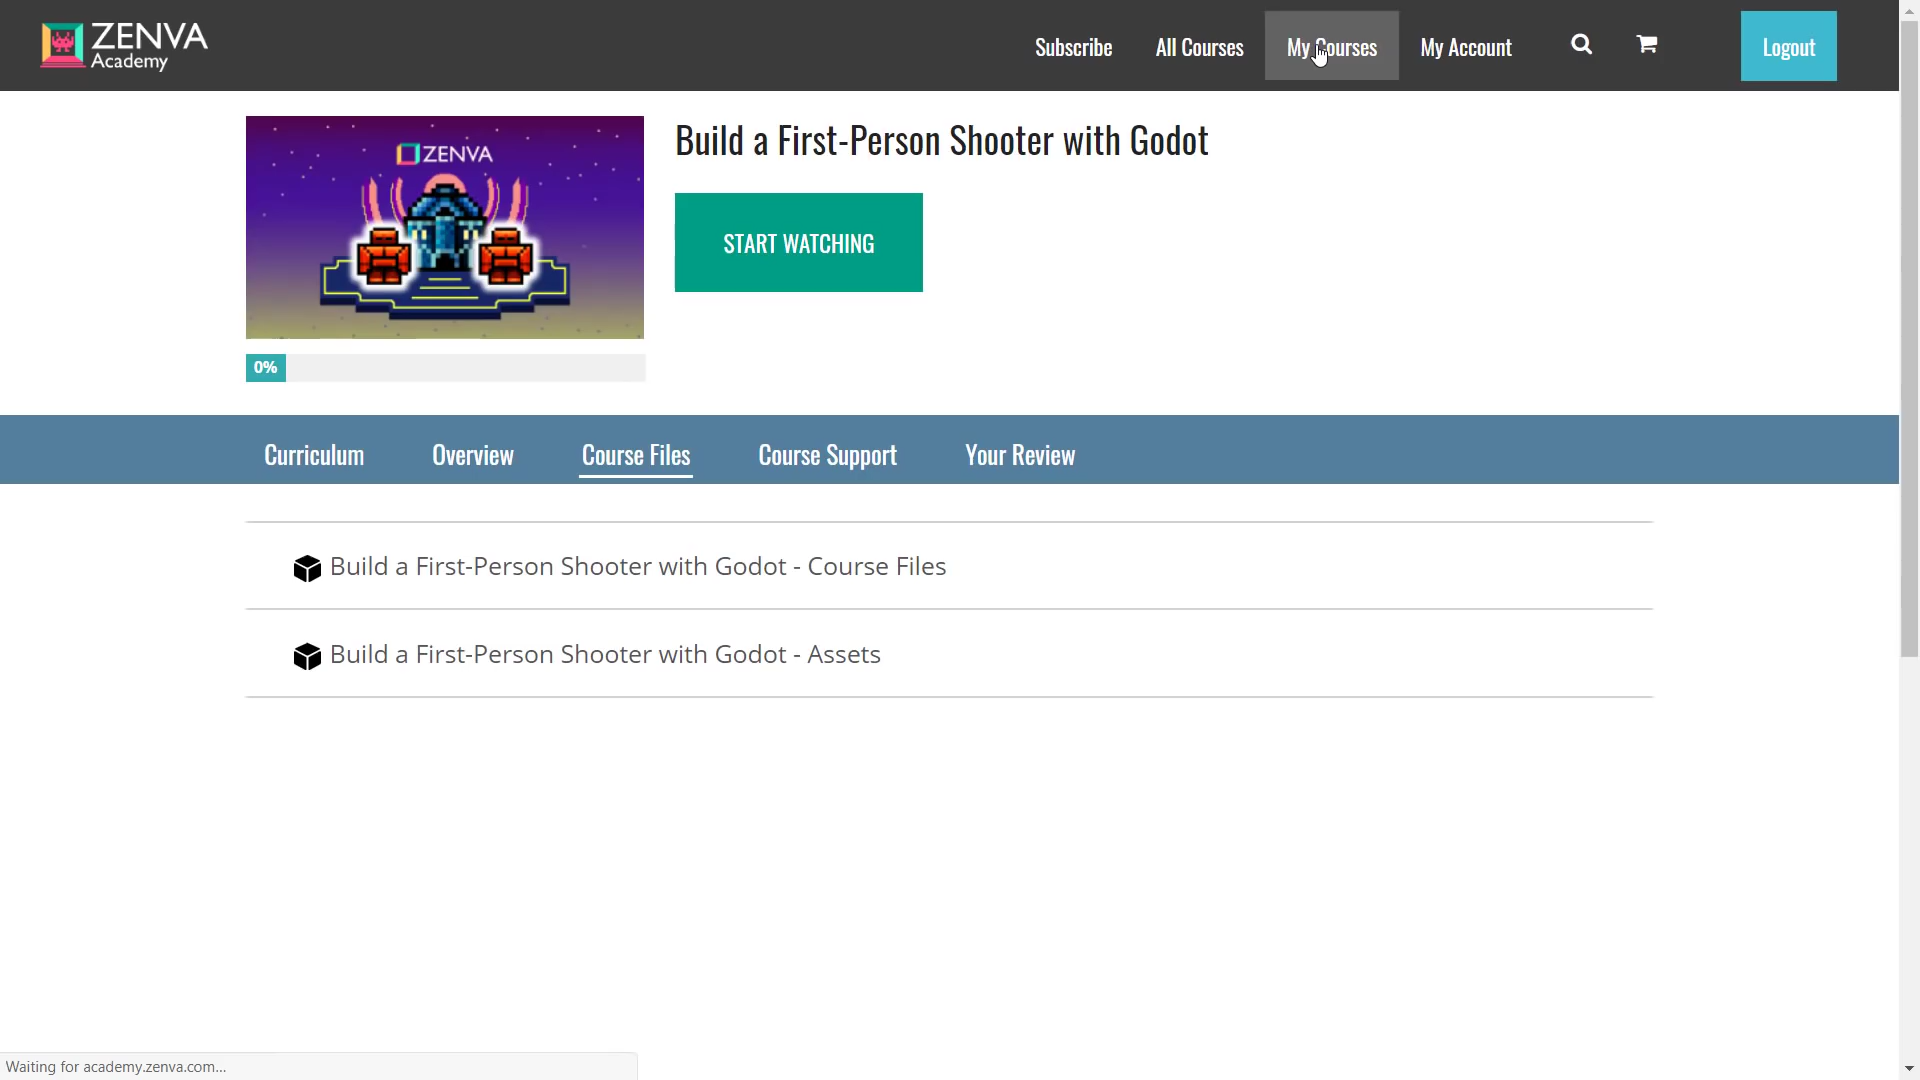 ZENVA
Academy
Subscribe
All Courses
My Courses
My Account
Logout
ZENVA
Build a First-Person Shooter with Godot
START WATCHING
0%
Curriculum
Overview
Course Files
Course Support
Your Review
Build a First-Person Shooter with Godot - Course Files
Build a First-Person Shooter with Godot - Assets
Waiting for academy.zenva.com...